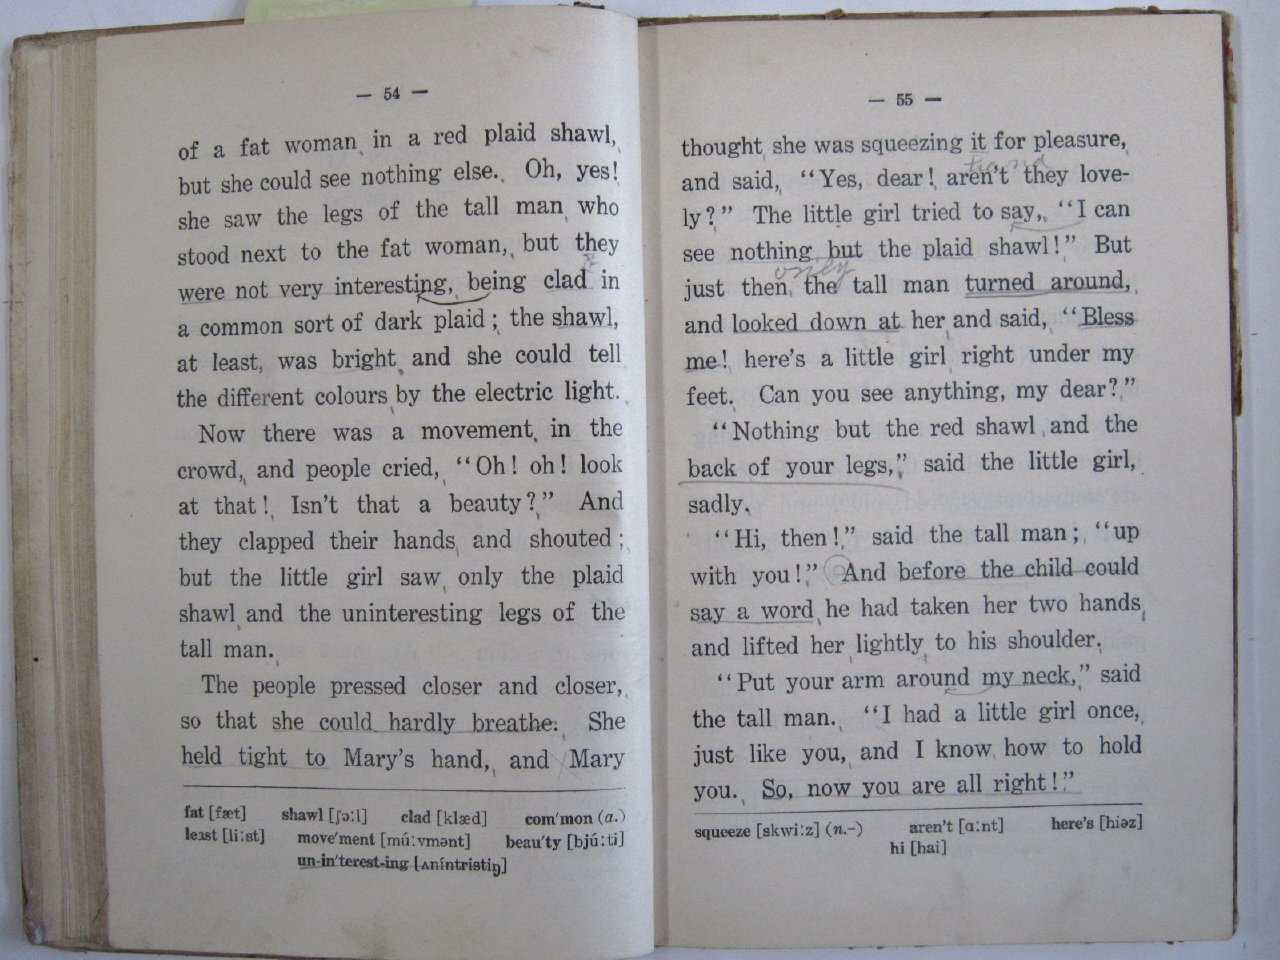 — 54 —
of a fat woman in a red plaid shawl,
but she could see nothing else. Oh, yes!
she saw the legs of the tall man who
stood next to the fat woman, but they
were not very interesting, being clad in
a common sort of dark plaid; the shawl,
at least, was bright and she could tell
the different colours by the electric light.
Now there was a movement in the
crowd, and people cried, “Oh! oh! look
at that! Isn't that a beauty?” And
they clapped their hands and shouted;
but the little girl saw only the plaid
shawl and the uninteresting legs of the
tall man.
The people pressed closer and closer,
so that she could hardly breathe. She
held tight to Mary's hand, and Mary
fat [fæt] shawl [ʃɔːl] clad [klæd] com′mon (a.)
least [liːst] move′ment [múːvmənt] beau′ty [bjúːti]
un-in′terest-ing [ʌníntristiŋ]
— 55 —
thought she was squeezing it for pleasure,
and said, “Yes, dear! aren't they love-
ly?” The little girl tried to say, “I can
see nothing but the plaid shawl!” But
only
just then the tall man turned around,
and looked down at her and said, “Bless
me! here's a little girl right under my
feet. Can you see anything, my dear?”
“Nothing but the red shawl and the
back of your legs,” said the little girl,
sadly.
“Hi, then!” said the tall man; “up
with you!” And before the child could
say a word he had taken her two hands
and lifted her lightly to his shoulder.
“Put your arm around my neck,” said
the tall man. “I had a little girl once,
just like you, and I know how to hold
you. So, now you are all right!”
squeeze [skwiːz] (n.-) aren't [ɑːnt] here's [hiəz]
hi [hai]